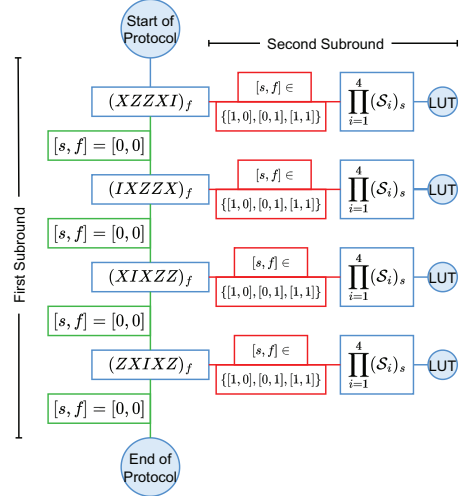 Start of
Protocol
Second Subround
First Subround
(XZZXI)_f
[s, f] ∈
{[1, 0], [0, 1], [1, 1]}
4
∏(𝒮_i)_s
i=1
LUT
[s, f] = [0, 0]
(IXZZX)_f
[s, f] ∈
{[1, 0], [0, 1], [1, 1]}
4
∏(𝒮_i)_s
i=1
LUT
[s, f] = [0, 0]
(XIXZZ)_f
[s, f] ∈
{[1, 0], [0, 1], [1, 1]}
4
∏(𝒮_i)_s
i=1
LUT
[s, f] = [0, 0]
(ZXIXZ)_f
[s, f] ∈
{[1, 0], [0, 1], [1, 1]}
4
∏(𝒮_i)_s
i=1
LUT
[s, f] = [0, 0]
End of
Protocol